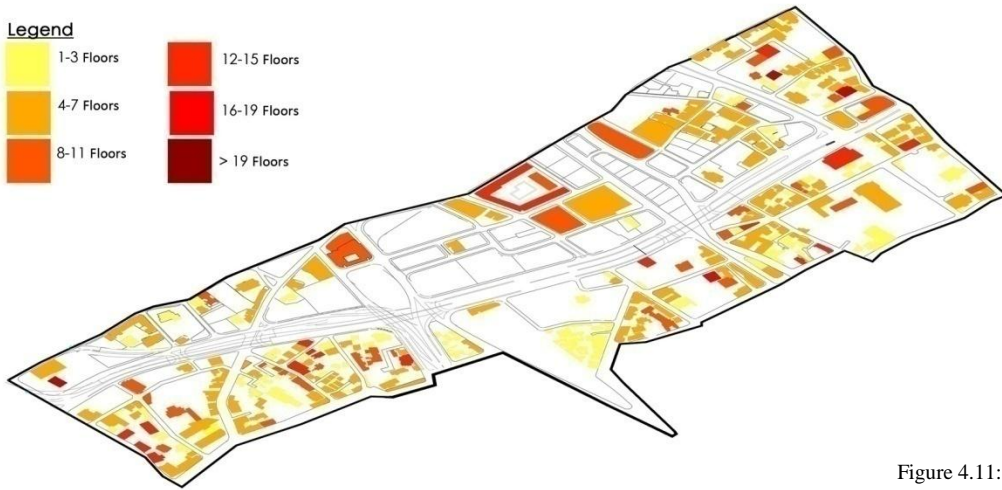 Legend
1-3 Floors
4-7 Floors
8-11 Floors
12-15 Floors
16-19 Floors
> 19 Floors
Figure 4.11: